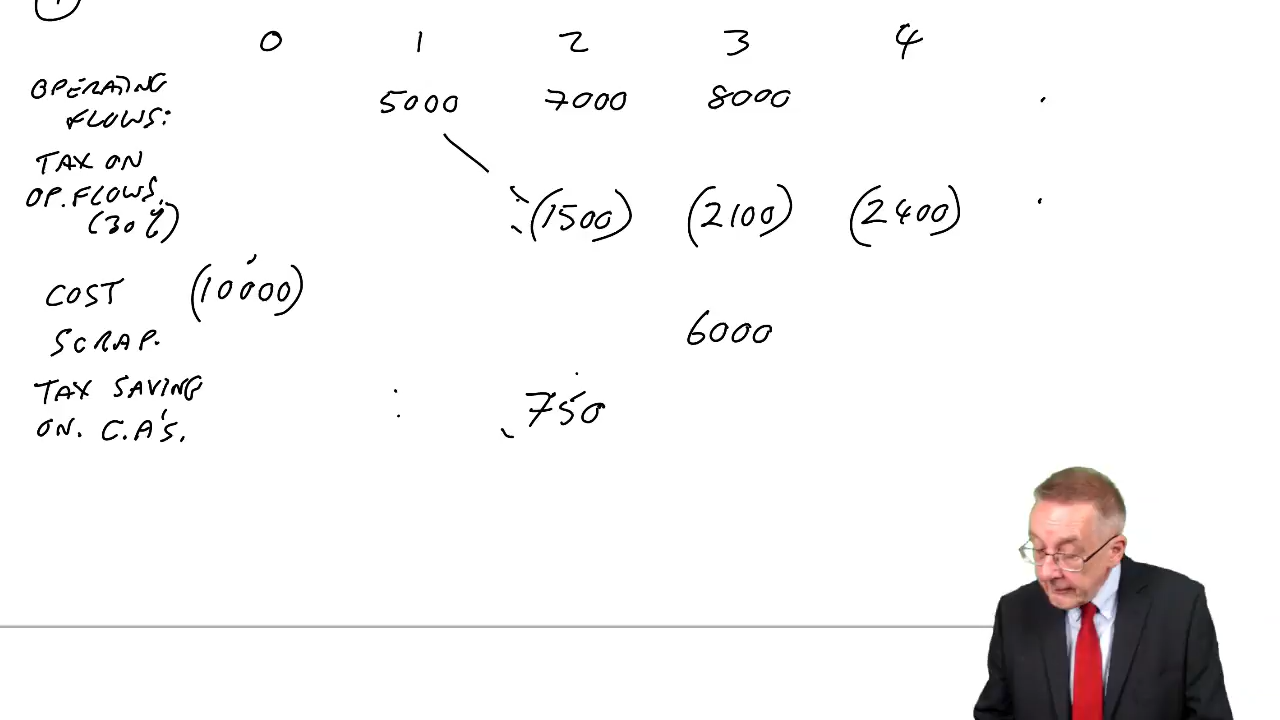 0 1 2 3 4
OPERATING 5000 7000 8000
FLOWS:
TAX ON
OP. FLOWS. (1500) (2100) (2400)
(30%)
COST (10000)
SCRAP. 6000
TAX SAVING 750
ON. C.A'S.